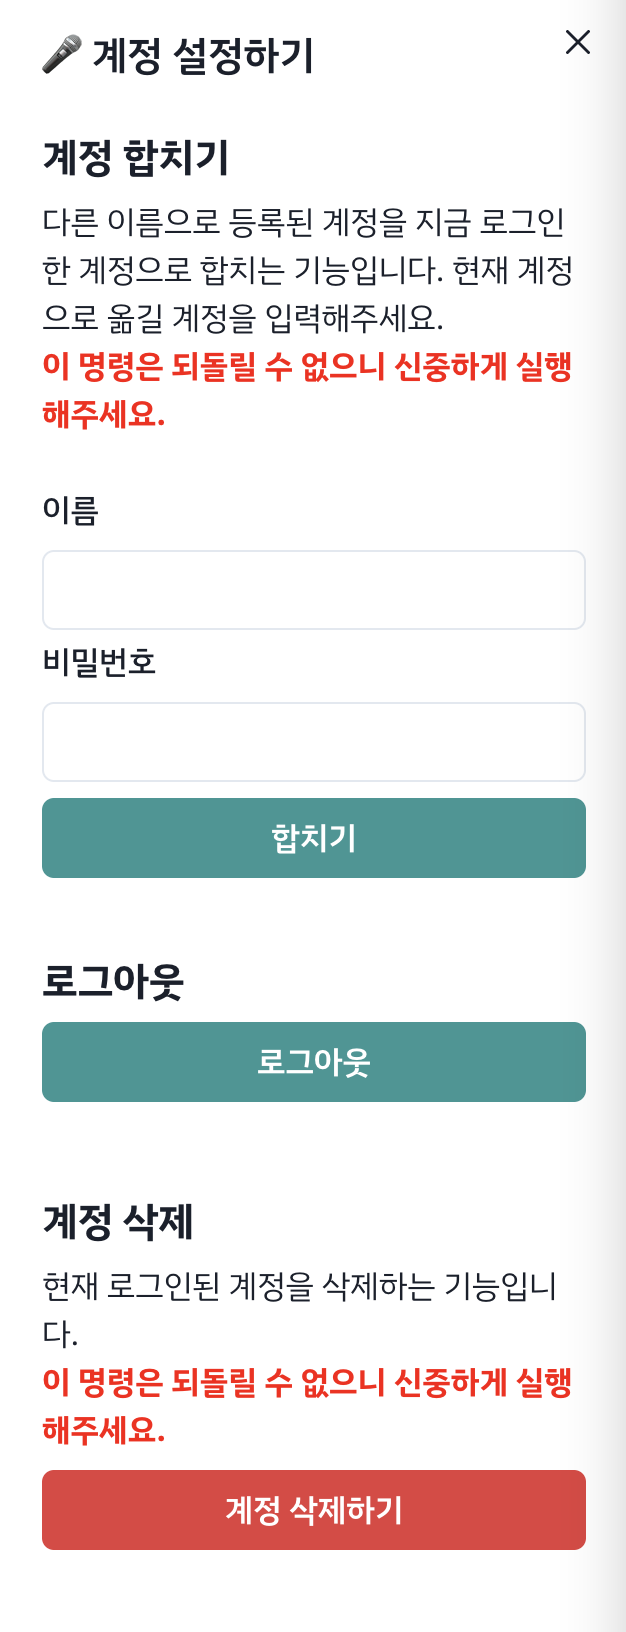 🎤 계정 설정하기
계정 합치기
다른 이름으로 등록된 계정을 지금 로그인
한 계정으로 합치는 기능입니다. 현재 계정
으로 옮길 계정을 입력해주세요.
이 명령은 되돌릴 수 없으니 신중하게 실행
해주세요.
이름
비밀번호
합치기
로그아웃
로그아웃
계정 삭제
현재 로그인된 계정을 삭제하는 기능입니
다.
이 명령은 되돌릴 수 없으니 신중하게 실행
해주세요.
계정 삭제하기